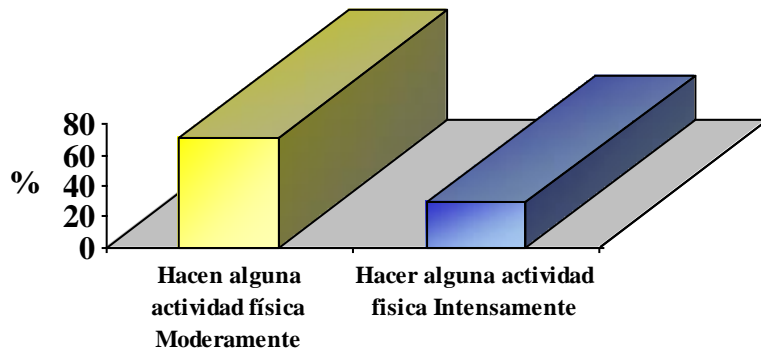 80
60
%
40
20
0
Hacen alguna
actividad física
Moderamente
Hacer alguna actividad
fisica Intensamente